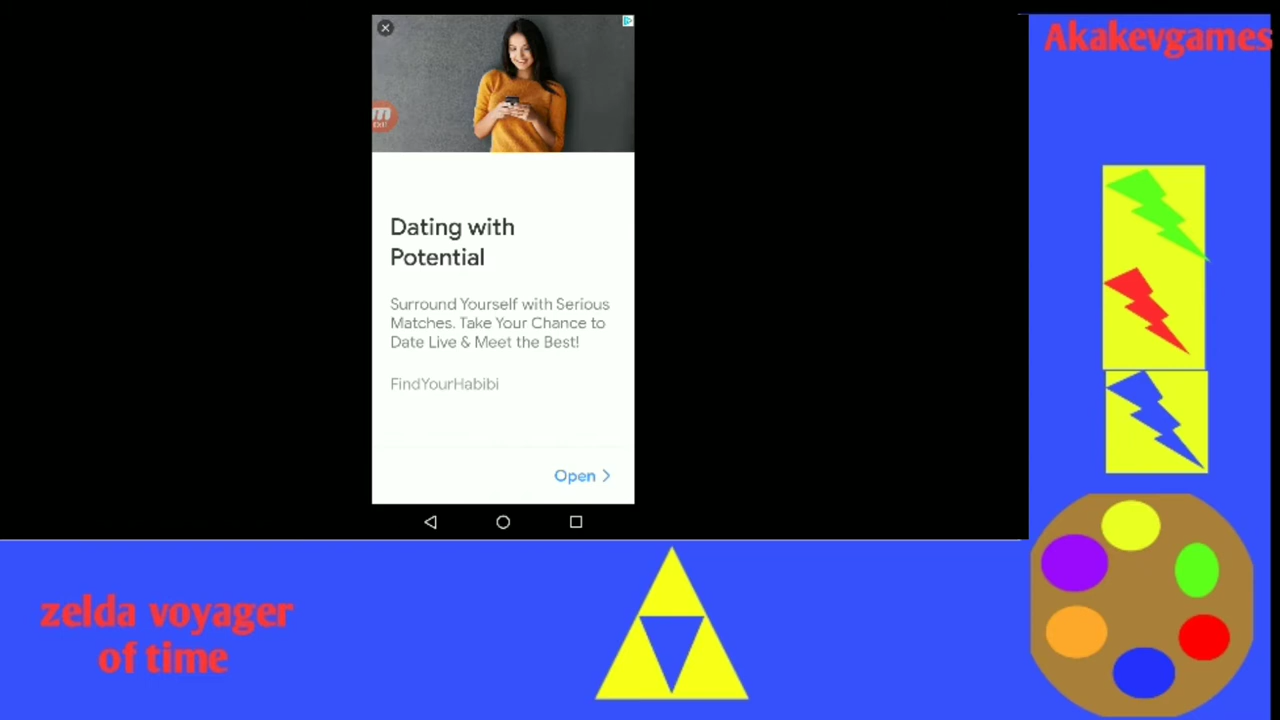 Akakevgames
Dating with
Potential
Surround Yourself with Serious
Matches. Take Your Chance to
Date Live & Meet the Best!
FindYourHabibi
Open
zelda voyager
of time